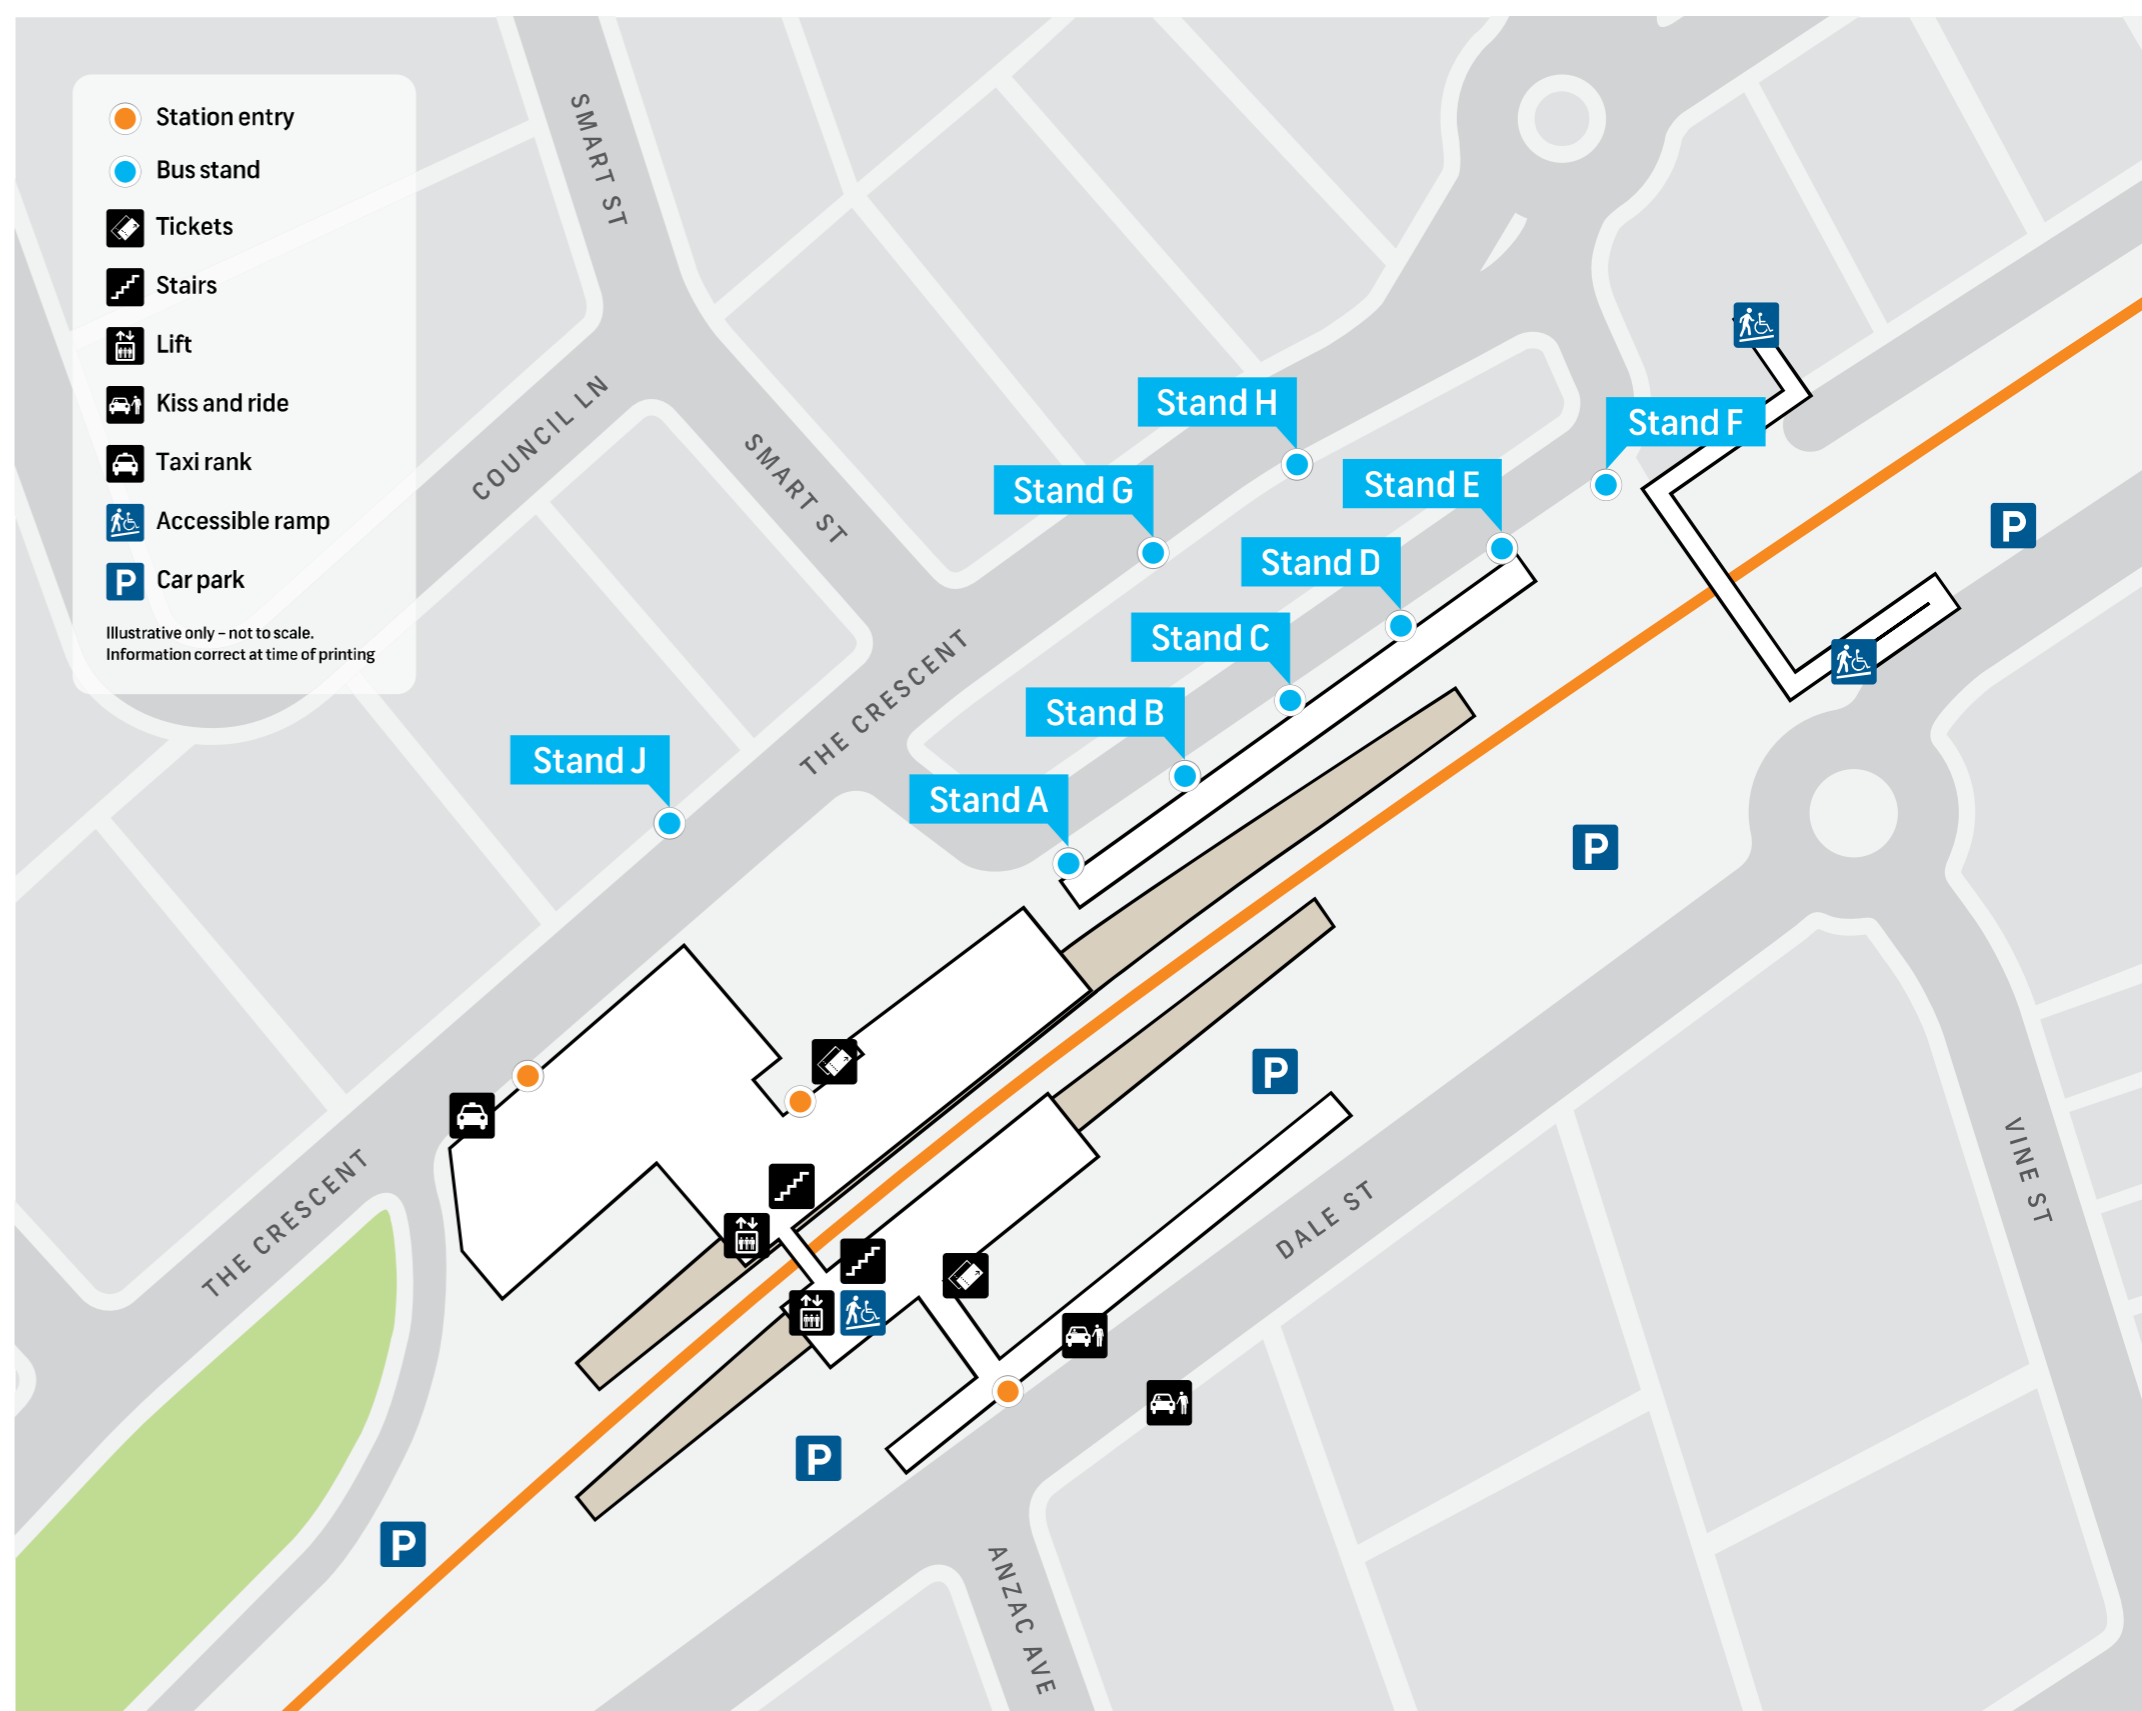 Station entry
Bus stand
Tickets
Stairs
Lift
Kiss and ride
Taxi rank
Accessible ramp
P Car park
Illustrative only – not to scale.
Information correct at time of printing
SMART ST
COUNCIL LN
SMART ST
Stand H
Stand F
Stand G
Stand E
P
Stand D
Stand C
THE CRESCENT
Stand B
Stand J
Stand A
P
P
THE CRESCENT
VINE ST
DALE ST
P
P
ANZAC AVE